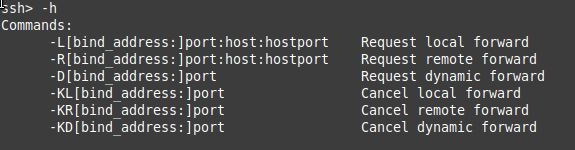 ssh> -h
Commands:
      -L[bind_address:]port:host:hostport    Request local forward
      -R[bind_address:]port:host:hostport    Request remote forward
      -D[bind_address:]port                  Request dynamic forward
      -KL[bind_address:]port                 Cancel local forward
      -KR[bind_address:]port                 Cancel remote forward
      -KD[bind_address:]port                 Cancel dynamic forward